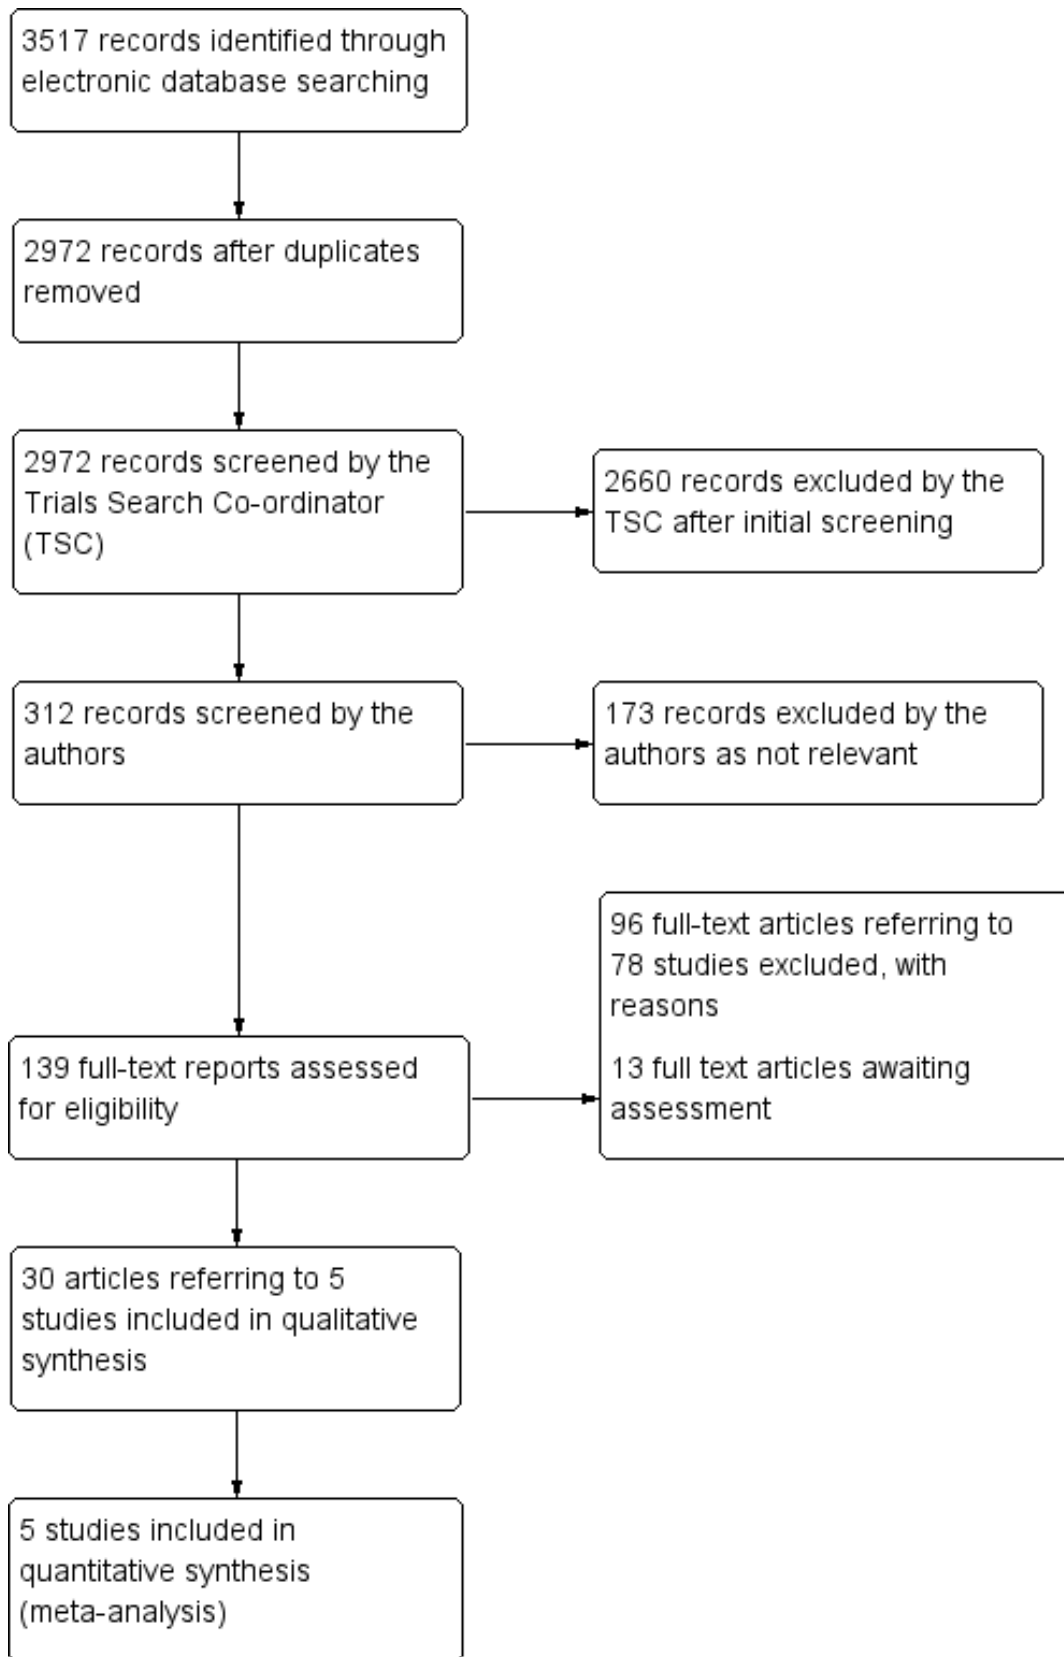 3517 records identified through
electronic database searching
2972 records after duplicates
removed
2972 records screened by the
Trials Search Co-ordinator
(TSC)
2660 records excluded by the
TSC after initial screening
312 records screened by the
authors
173 records excluded by the
authors as not relevant
96 full-text articles referring to
78 studies excluded, with
reasons
13 full text articles awaiting
assessment
139 full-text reports assessed
for eligibility
30 articles referring to 5
studies included in qualitative
synthesis
5 studies included in
quantitative synthesis
(meta-analysis)